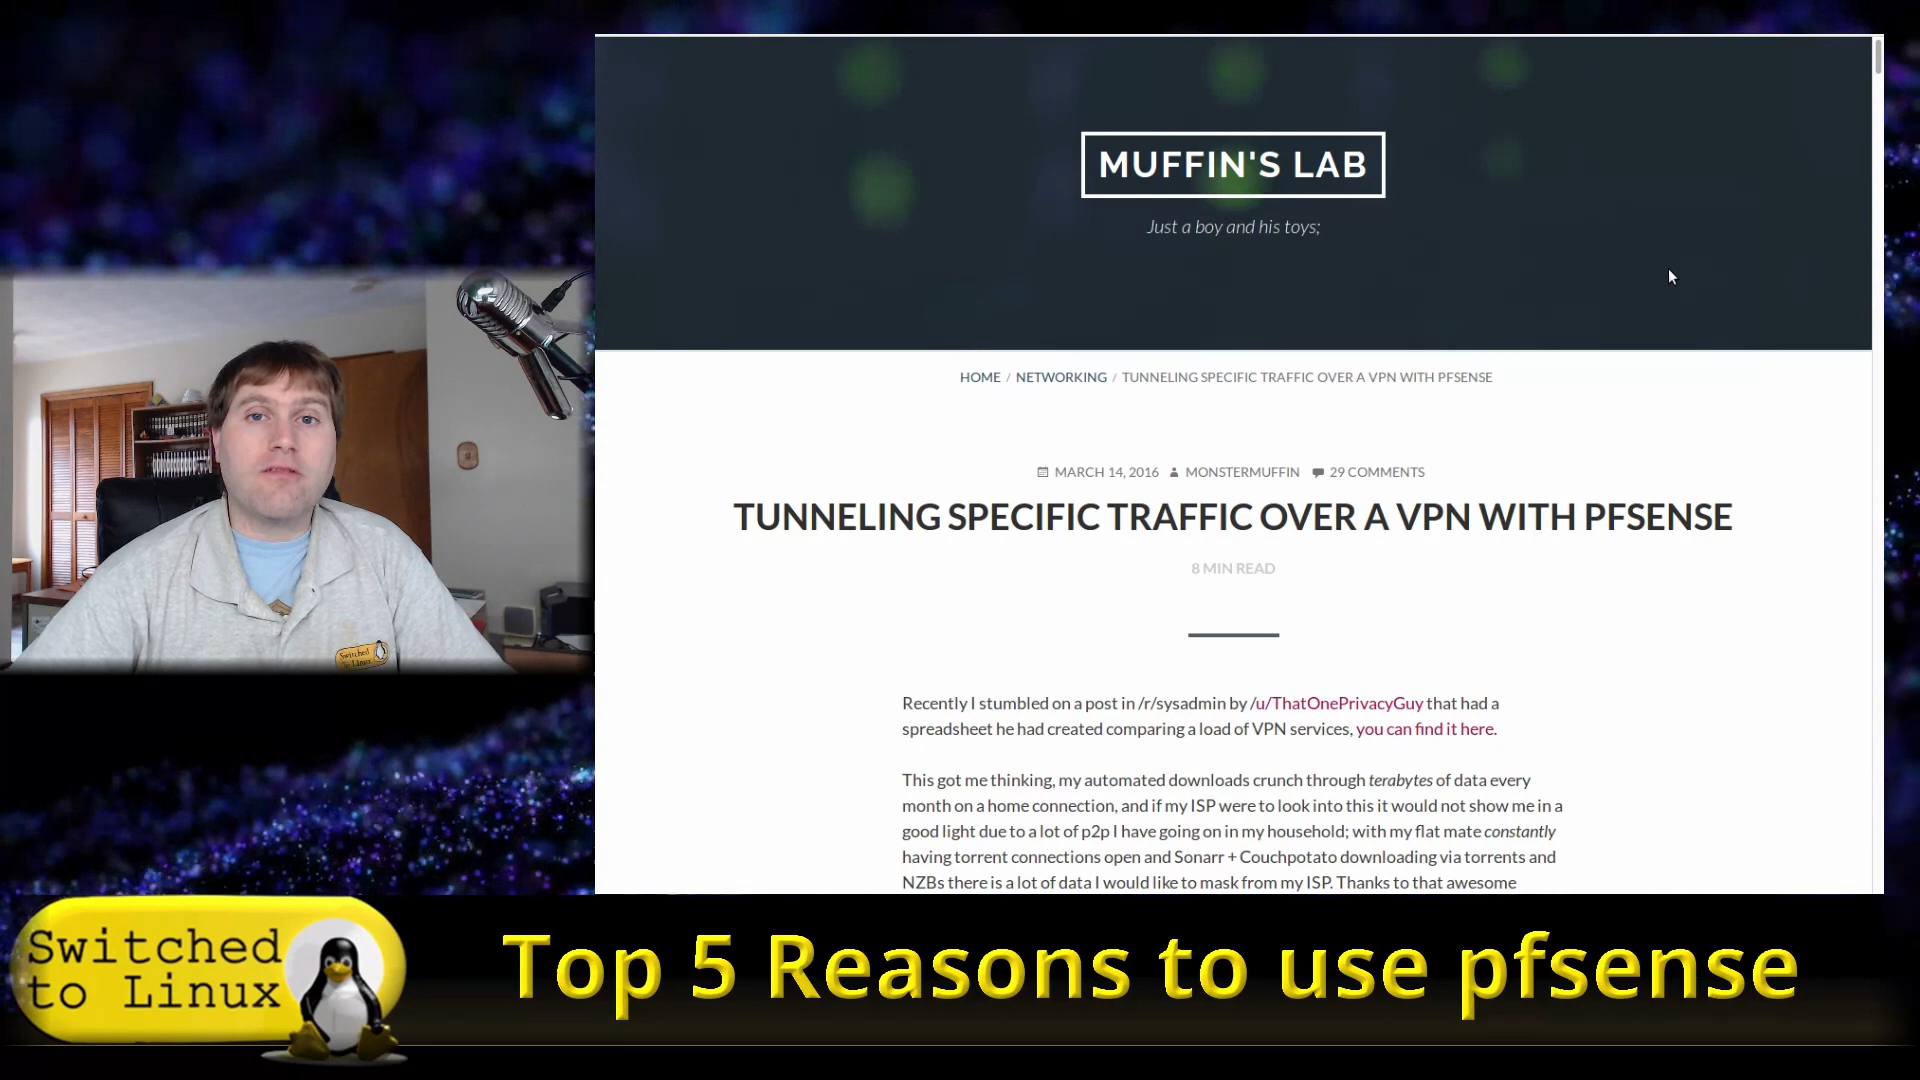 MUFFIN'S LAB
Just a boy and his toys;
HOME / NETWORKING / TUNNELING SPECIFIC TRAFFIC OVER A VPN WITH PFSENSE
MARCH 14, 2016 MONSTERMUFFIN 29 COMMENTS
TUNNELING SPECIFIC TRAFFIC OVER A VPN WITH PFSENSE
8 MIN READ
Recently I stumbled on a post in /r/sysadmin by /u/ThatOnePrivacyGuy that had a
spreadsheet he had created comparing a load of VPN services, you can find it here.
This got me thinking, my automated downloads crunch through terabytes of data every
month on a home connection, and if my ISP were to look into this it would not show me in a
good light due to a lot of p2p I have going on in my household; with my flat mate constantly
having torrent connections open and Sonarr + Couchpotato downloading via torrents and
NZBs there is a lot of data I would like to mask from my ISP. Thanks to that awesome
Switched
To Linux
Switched
to Linux
Top 5 Reasons to use pfsense